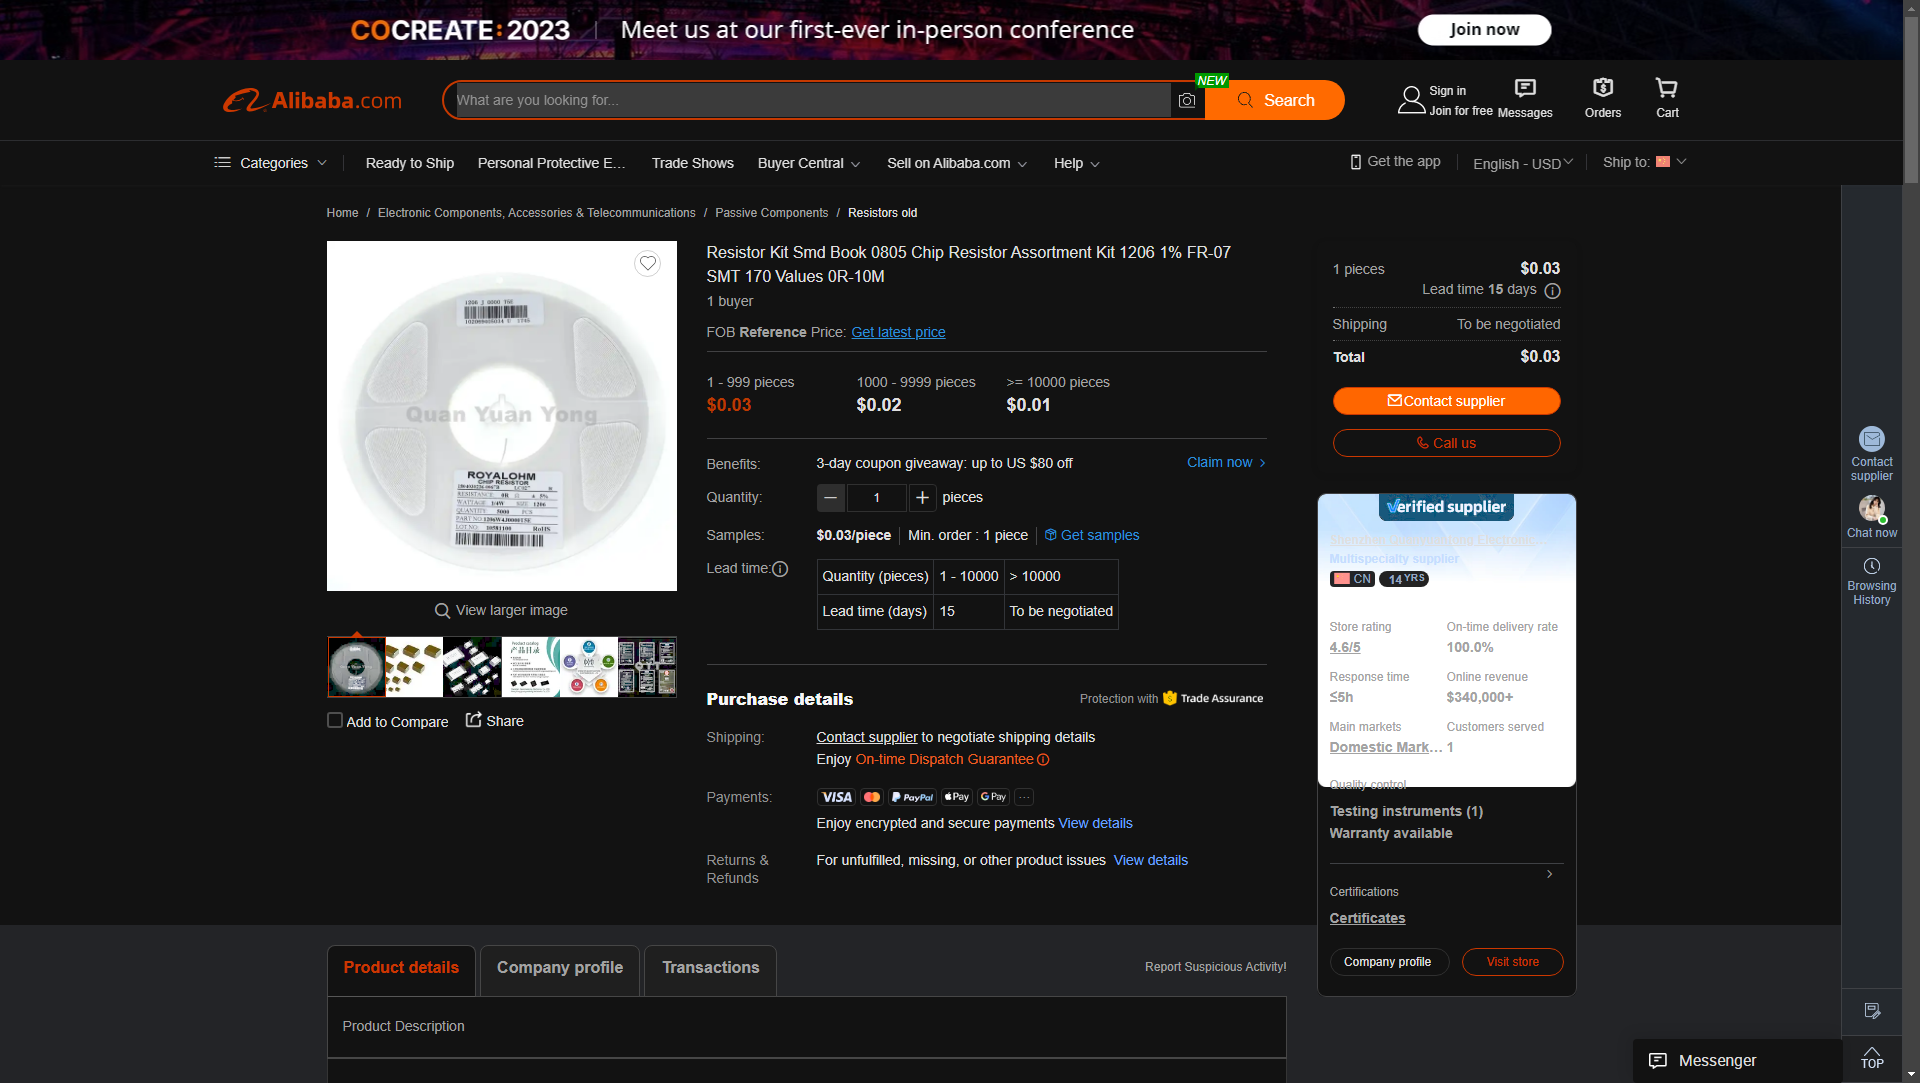 COCREATE: 2023
Meet us at our first-ever in-person conference
Join now
Alibaba.com
What are you looking for...
NEW
Search
Sign in
Join for free
Messages
Orders
Cart
Categories
Ready to Ship
Personal Protective E...
Trade Shows
Buyer Central
Sell on Alibaba.com
Help
Get the app
English - USD
Ship to:
Home / Electronic Components, Accessories & Telecommunications / Passive Components / Resistors old
Quan Yuan Yong
ROYALOHM
CHIP RESISTOR
View larger image
Add to Compare
Share
Resistor Kit Smd Book 0805 Chip Resistor Assortment Kit 1206 1% FR-07
SMT 170 Values 0R-10M
1 buyer
FOB Reference Price: Get latest price
1 - 999 pieces
$0.03
1000 - 9999 pieces
$0.02
>= 10000 pieces
$0.01
Benefits:
3-day coupon giveaway: up to US $80 off
Claim now >
Quantity:
1
pieces
Samples:
$0.03/piece
Min. order : 1 piece
Get samples
Lead time:
Quantity (pieces) 1 - 10000 > 10000
Lead time (days) 15 To be negotiated
Purchase details
Protection with Trade Assurance
Shipping:
Contact supplier to negotiate shipping details
Enjoy On-time Dispatch Guarantee
Payments:
VISA
PayPal
Pay
G Pay
Enjoy encrypted and secure payments View details
Returns &
Refunds
For unfulfilled, missing, or other product issues View details
1 pieces $0.03
Lead time 15 days
Shipping To be negotiated
Total $0.03
Contact supplier
Call us
Verified supplier
Multispecialty supplier
CN
14 YRS
Store rating
4.6/5
On-time delivery rate
100.0%
Response time
≤5h
Online revenue
$340,000+
Main markets
Domestic Mark...
Customers served
1
Quality control
Testing instruments (1)
Warranty available
Certifications
Certificates
Company profile
Visit store
Contact
supplier
Chat now
Browsing
History
TOP
Messenger
Product details
Company profile
Transactions
Report Suspicious Activity!
Product Description